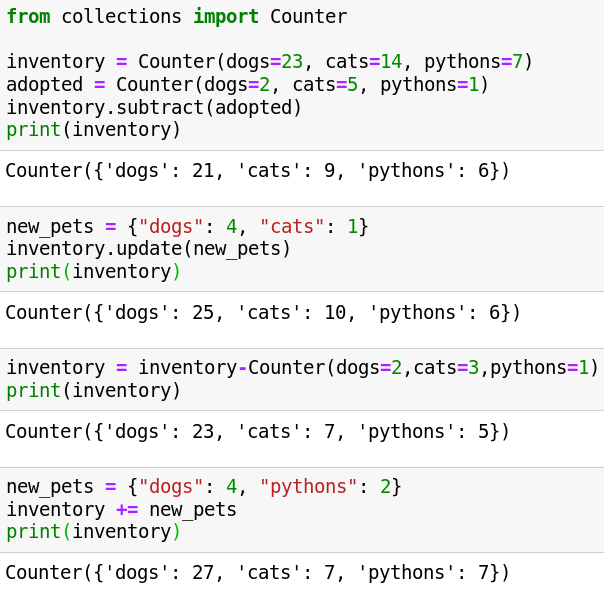 from collections import Counter
inventory = Counter(dogs=23, cats=14, pythons=7)
adopted = Counter(dogs=2, cats=5, pythons=1)
inventory.subtract(adopted)
print(inventory)
Counter({'dogs': 21, 'cats': 9, 'pythons': 6})
new_pets = {"dogs": 4, "cats": 1}
inventory.update(new_pets)
print(inventory)
Counter({'dogs': 25, 'cats': 10, 'pythons': 6})
inventory = inventory-Counter(dogs=2,cats=3,pythons=1)
print(inventory)
Counter({'dogs': 23, 'cats': 7, 'pythons': 5})
new_pets = {"dogs": 4, "pythons": 2}
inventory += new_pets
print(inventory)
Counter({'dogs': 27, 'cats': 7, 'pythons': 7})